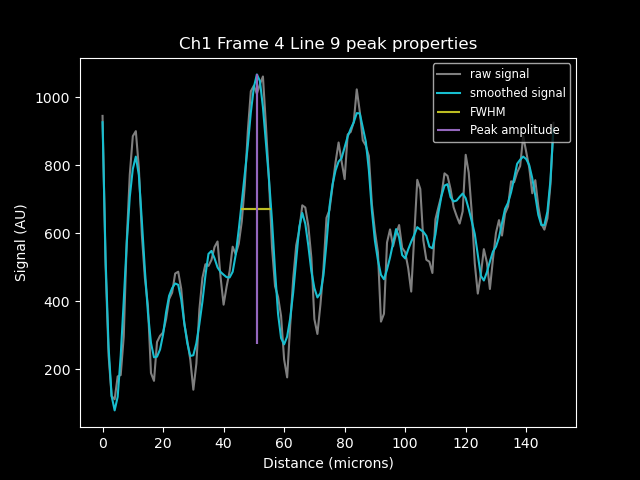 Ch1 Frame 4 Line 9 peak properties
raw signal
smoothed signal
FWHM
Peak amplitude
Signal (AU)
1000
800
600
400
200
0 20 40 60 80 100 120 140
Distance (microns)